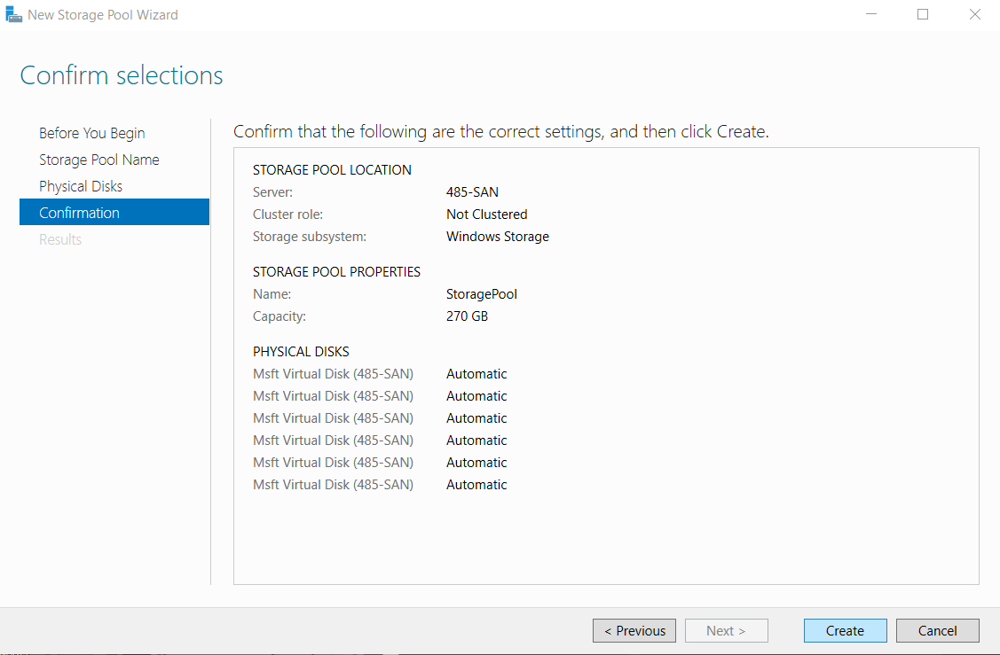 New Storage Pool Wizard
Confirm selections
Before You Begin
Storage Pool Name
Physical Disks
Confirmation
Results
Confirm that the following are the correct settings, and then click Create.
STORAGE POOL LOCATION
Server: 485-SAN
Cluster role: Not Clustered
Storage subsystem: Windows Storage
STORAGE POOL PROPERTIES
Name: StoragePool
Capacity: 270 GB
PHYSICAL DISKS
Msft Virtual Disk (485-SAN) Automatic
Msft Virtual Disk (485-SAN) Automatic
Msft Virtual Disk (485-SAN) Automatic
Msft Virtual Disk (485-SAN) Automatic
Msft Virtual Disk (485-SAN) Automatic
Msft Virtual Disk (485-SAN) Automatic
< Previous Next > Create Cancel